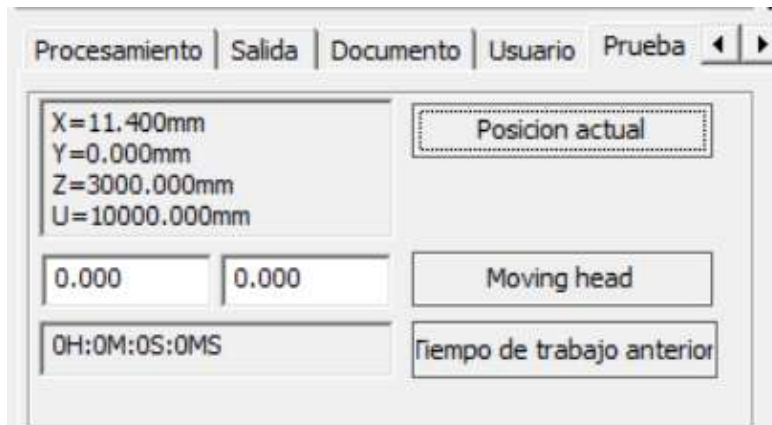 Procesamiento Salida Documento Usuario Prueba
X=11.400mm
Y=0.000mm
Z=3000.000mm
U=10000.000mm
Posicion actual
0.000 0.000 Moving head
0H:0M:0S:0MS Tiempo de trabajo anterior